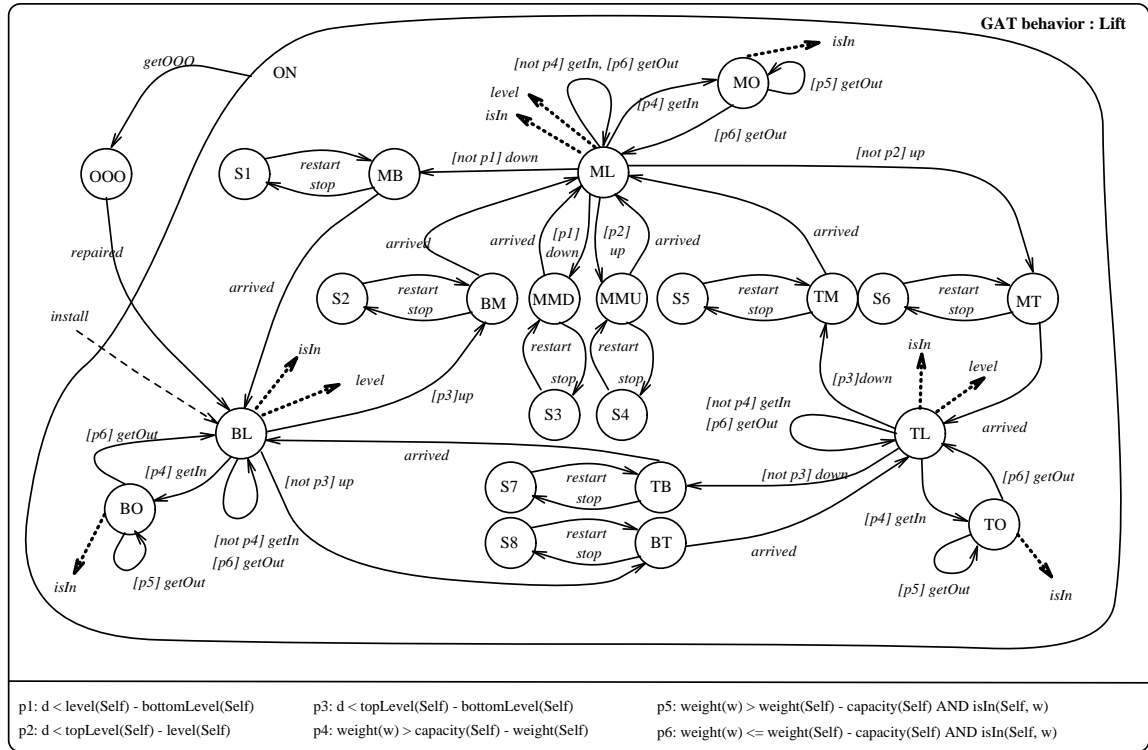 GAT behavior : Lift
isIn
getOOO
ON
[not p4] getIn, [p6] getOut
MO
[p5] getOut
level
[p4] getIn
isIn
[p6] getOut
[not p1] down
[not p2] up
OOO
S1
restart
stop
MB
ML
repaired
arrived
arrived
[p1]
down
[p2]
up
arrived
arrived
arrived
S2
restart
stop
BM
MMD
MMU
S5
restart
stop
TM
S6
restart
stop
MT
install
isIn
level
restart
restart
isIn
level
[p3]up
stop
stop
[p3]down
S3
S4
[not p4] getIn
[p6] getOut
TL
arrived
BL
[p6] getOut
arrived
[p4] getIn
[not p3] up
[not p3] down
[p6] getOut
S7
restart
stop
TB
BO
[p4] getIn
TO
[not p4] getIn
[p6] getOut
S8
restart
stop
BT
arrived
[p5] getOut
isIn
[p5] getOut
isIn
p1: d < level(Self) - bottomLevel(Self)
p3: d < topLevel(Self) - bottomLevel(Self)
p5: weight(w) > weight(Self) - capacity(Self) AND isIn(Self, w)
p2: d < topLevel(Self) - level(Self)
p4: weight(w) > capacity(Self) - weight(Self)
p6: weight(w) <= weight(Self) - capacity(Self) AND isIn(Self, w)